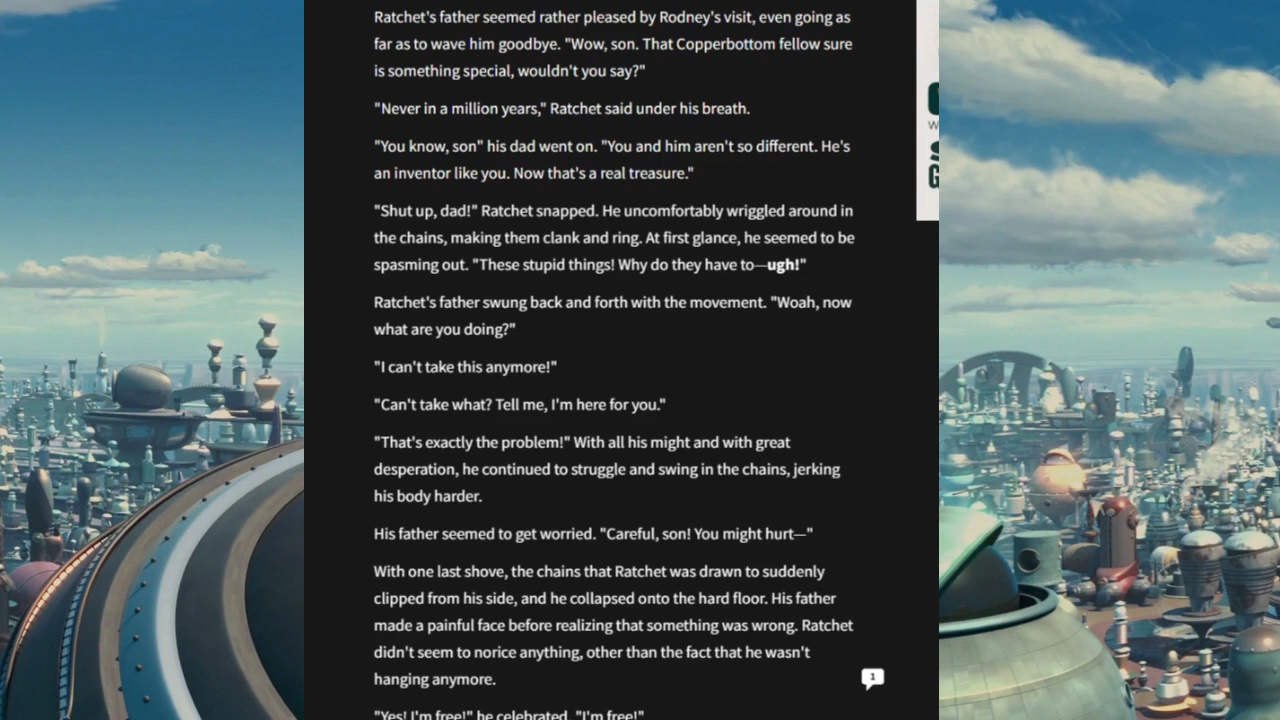 Ratchet's father seemed rather pleased by Rodney's visit, even going as
far as to wave him goodbye. "Wow, son. That Copperbottom fellow sure
is something special, wouldn't you say?"
"Never in a million years," Ratchet said under his breath.
"You know, son" his dad went on. "You and him aren't so different. He's
an inventor like you. Now that's a real treasure."
"Shut up, dad!" Ratchet snapped. He uncomfortably wriggled around in
the chains, making them clank and ring. At first glance, he seemed to be
spasming out. "These stupid things! Why do they have to—ugh!"
Ratchet's father swung back and forth with the movement. "Woah, now
what are you doing?"
"I can't take this anymore!"
"Can't take what? Tell me, I'm here for you."
"That's exactly the problem!" With all his might and with great
desperation, he continued to struggle and swing in the chains, jerking
his body harder.
His father seemed to get worried. "Careful, son! You might hurt—"
With one last shove, the chains that Ratchet was drawn to suddenly
clipped from his side, and he collapsed onto the hard floor. His father
made a painful face before realizing that something was wrong. Ratchet
didn't seem to norice anything, other than the fact that he wasn't
hanging anymore.
1
"Yes! I'm free!" he celebrated. "I'm free!"